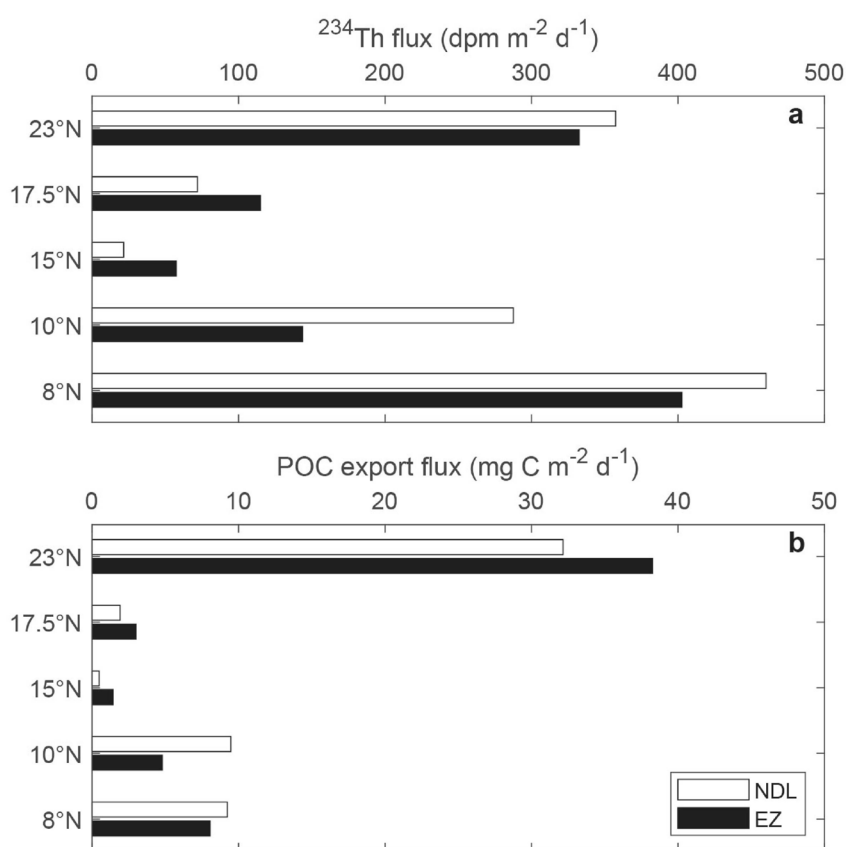 ²³⁴Th flux (dpm m⁻² d⁻¹)
0 100 200 300 400 500
a
23°N
17.5°N
15°N
10°N
8°N
POC export flux (mg C m⁻² d⁻¹)
0 10 20 30 40 50
b
23°N
17.5°N
15°N
10°N
8°N
NDL
EZ